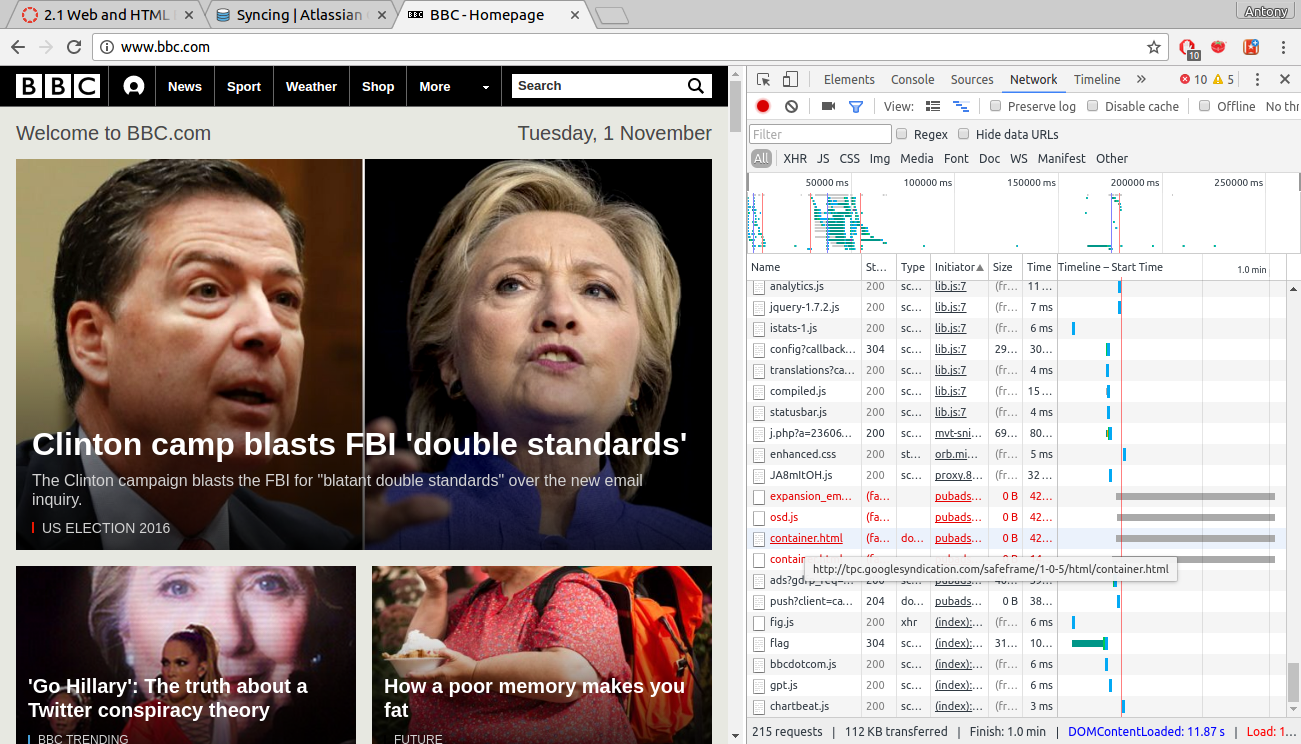 2.1 Web and HTML
Syncing | Atlassian
BBC - Homepage
Antony
www.bbc.com
10
BBC
News
Sport
Weather
Shop
More
Search
Welcome to BBC.com
Tuesday, 1 November
Clinton camp blasts FBI 'double standards'
The Clinton campaign blasts the FBI for "blatant double standards" over the new email
inquiry.
US ELECTION 2016
'Go Hillary': The truth about a
Twitter conspiracy theory
BBC TRENDING
How a poor memory makes you
fat
FUTURE
Elements Console Sources Network Timeline » 10 5
View: Preserve log Disable cache Offline No thr
Filter Regex Hide data URLs
All XHR JS CSS Img Media Font Doc WS Manifest Other
50000 ms 100000 ms 150000 ms 200000 ms 250000 ms
Name St... Type Initiator Size Time Timeline – Start Time 1.0 min
analytics.js 200 sc... lib.js:7 (fr... 11 ...
jquery-1.7.2.js 200 sc... lib.js:7 (fr... 7 ms
istats-1.js 200 sc... lib.js:7 (fr... 6 ms
config?callback... 304 sc... lib.js:7 29... 30...
translations?ca... 200 sc... lib.js:7 (fr... 4 ms
compiled.js 200 sc... lib.js:7 (fr... 15 ...
statusbar.js 200 sc... lib.js:7 (fr... 4 ms
j.php?a=23606... 200 sc... mvt-sni... 69... 80...
enhanced.css 200 st... orb.mi... (fr... 5 ms
JA8mItOH.js 200 sc... proxy.8... (fr... 32 ...
expansion_em... (fa... pubads... 0 B 42...
osd.js (fa... pubads... 0 B 42...
container.html (fa... do... pubads... 0 B 42...
http://tpc.googlesyndication.com/safeframe/1-0-5/html/container.html
ads?gdfp_req=... 200 sc... pubads...
push?client=ca... 204 do... pubads... 0 B 38...
fig.js 200 xhr (index):... (fr... 6 ms
flag 304 sc... (index):... 31... 10...
bbcdotcom.js 200 sc... (index):... (fr... 6 ms
gpt.js 200 sc... (index):... (fr... 6 ms
chartbeat.js 200 sc... (index):... (fr... 3 ms
215 requests | 112 KB transferred | Finish: 1.0 min | DOMContentLoaded: 11.87 s | Load: 1...